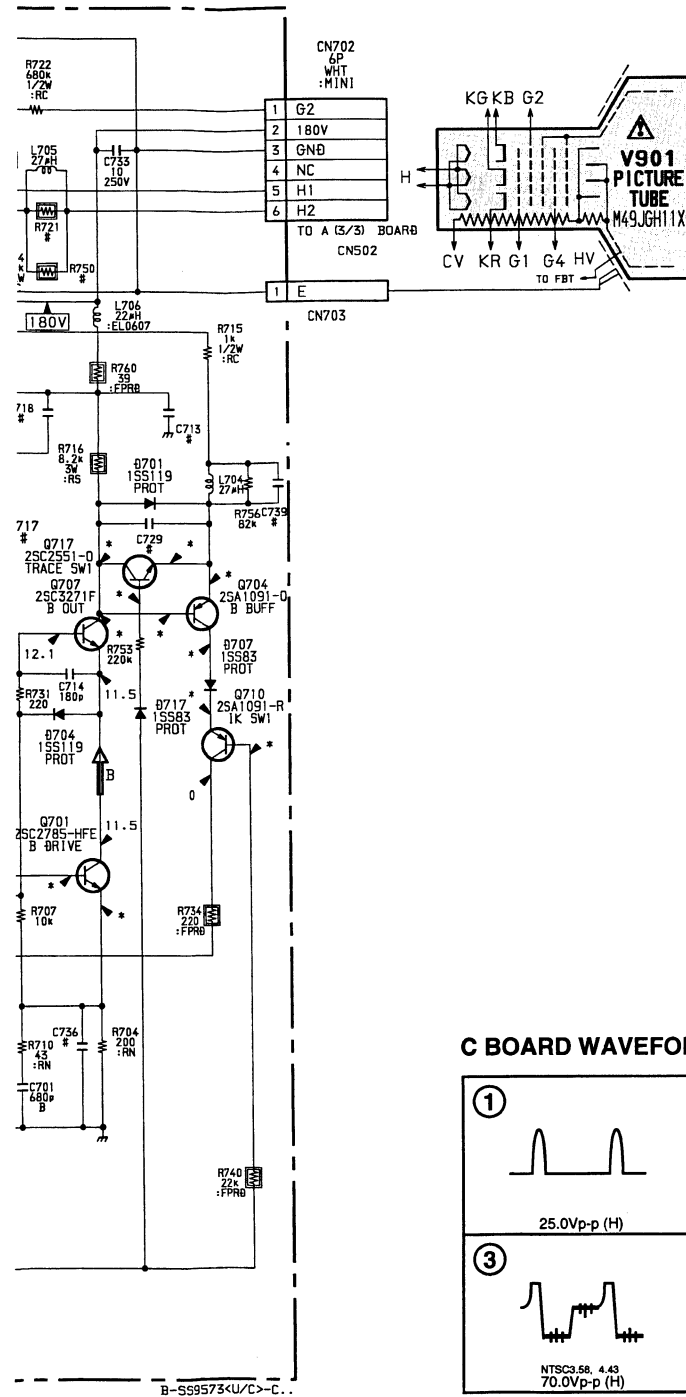 R722
680k
1/2W
:RC
CN702
6P
WHT
:MINI
1 G2
2 180V
3 GND
4 NC
5 H1
6 H2
TO A (3/3) BOARD
CN502
L705
27μH
C733
10
250V
R721
#
R750
#
180V
L706
22μH
:EL0607
1 E
CN703
KG KB G2
H
CV KR G1 G4 HV
TO FBT
V901
PICTURE
TUBE
M49JGH11X
R715
1k
1/2W
:RC
R760
39
:FPRD
718
#
C713
#
R716
8.2k
3W
:RS
D701
1SS119
PROT
L704
27μH
R756
82k
C739
#
717
#
C729
#
Q717
2SC2551-O
TRACE SW1
Q707
2SC3271F
B OUT
Q704
2SA1091-O
B BUFF
12.1
R753
220k
D707
1SS83
PROT
C714
180p
11.5
R731
220
D704
1SS119
PROT
D717
1SS83
PROT
Q710
2SA1091-R
IK SW1
B
0
Q701
2SC2785-HFE
B DRIVE
11.5
R707
10k
R734
220
:FPRD
R710
43
:RN
C736
#
R704
200
:RN
C701
680p
B
R740
22k
:FPRD
B-SS9573<U/C>-C..
C BOARD WAVEFO
1
25.0Vp-p (H)
3
NTSC3.58, 4.43
70.0Vp-p (H)